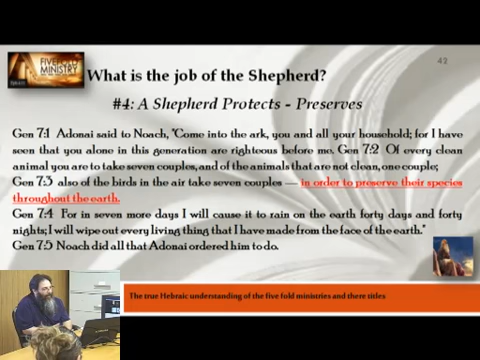 42
FIVEFOLD
MINISTRY
What is the job of the Shepherd?
#4: A Shepherd Protects - Preserves
Gen 7:1 Adonai said to Noach, "Come into the ark, you and all your household; for I have
seen that you alone in this generation are righteous before me. Gen 7:2 Of every clean
animal you are to take seven couples, and of the animals that are not clean, one couple;
Gen 7:3 also of the birds in the air take seven couples — in order to preserve their species
throughout the earth.
Gen 7:4 For in seven more days I will cause it to rain on the earth forty days and forty
nights; I will wipe out every living thing that I have made from the face of the earth."
Gen 7:5 Noach did all that Adonai ordered him to do.
The true Hebraic understanding of the five fold ministries and there titles